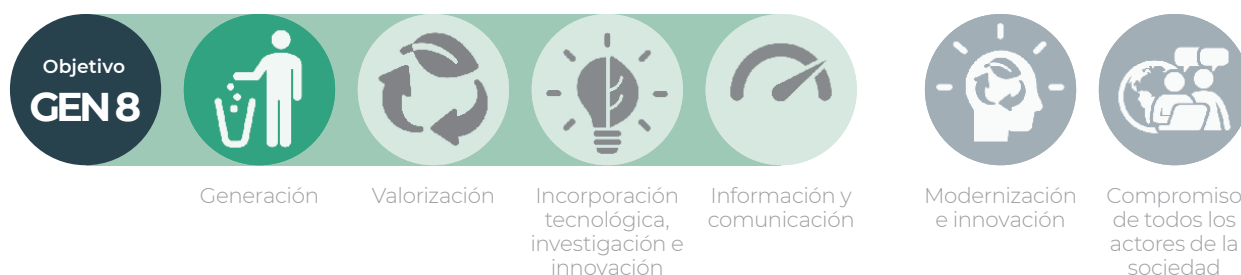 Objetivo
GEN 8
Generación
Valorización
Incorporación
tecnológica,
investigación e
innovación
Información y
comunicación
Modernización
e innovación
Compromiso
de todos los
actores de la
sociedad